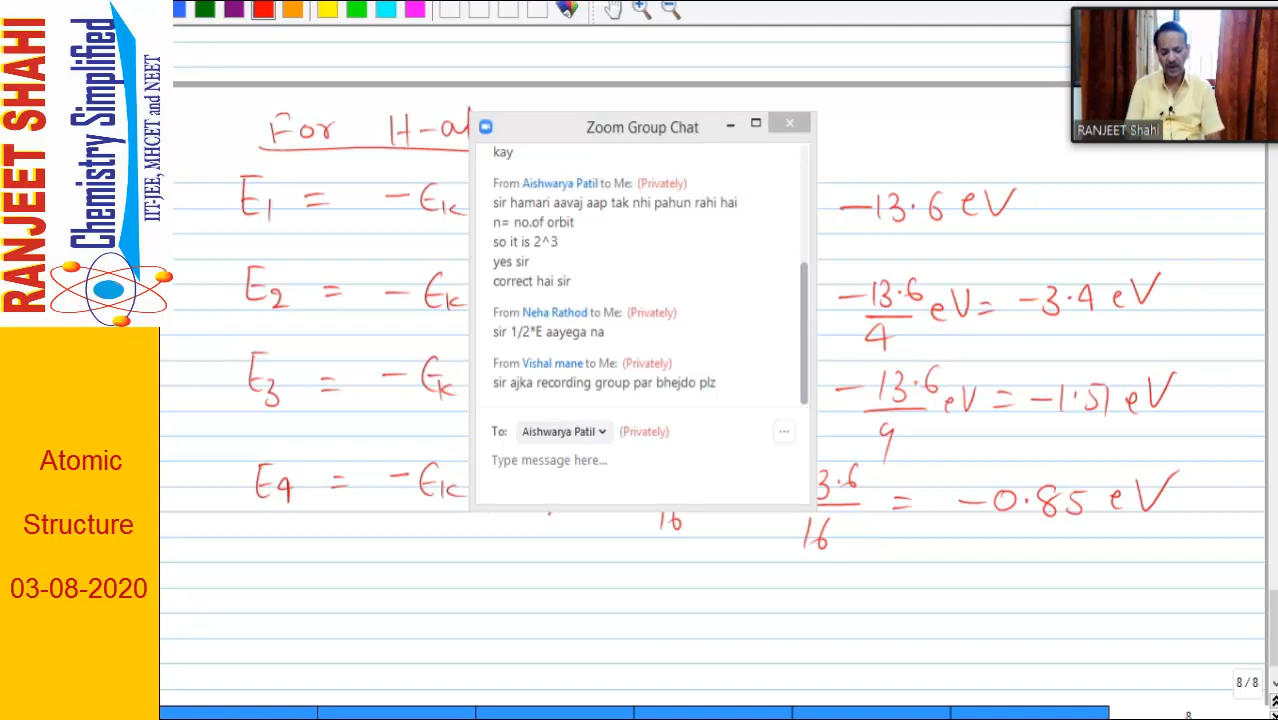 RANJEET SHAHI
Chemistry Simplified
IIT-JEE, MHCET and NEET
Atomic
Structure
03-08-2020
RANJEET Shahi
For H-at
E1 = -EK -13.6 eV
E2 = -EK -13.6/4 eV = -3.4 eV
E3 = -EK -13.6/9 eV = -1.51 eV
E4 = -EK 16 3.6/16 = -0.85 eV
Zoom Group Chat
kay
From Aishwarya Patil to Me: (Privately)
sir hamari aavaj aap tak nhi pahun rahi hai
n= no.of orbit
so it is 2^3
yes sir
correct hai sir
From Neha Rathod to Me: (Privately)
sir 1/2*E aayega na
From Vishal mane to Me: (Privately)
sir ajka recording group par bhejdo plz
To: Aishwarya Patil (Privately)
Type message here...
8/8
8